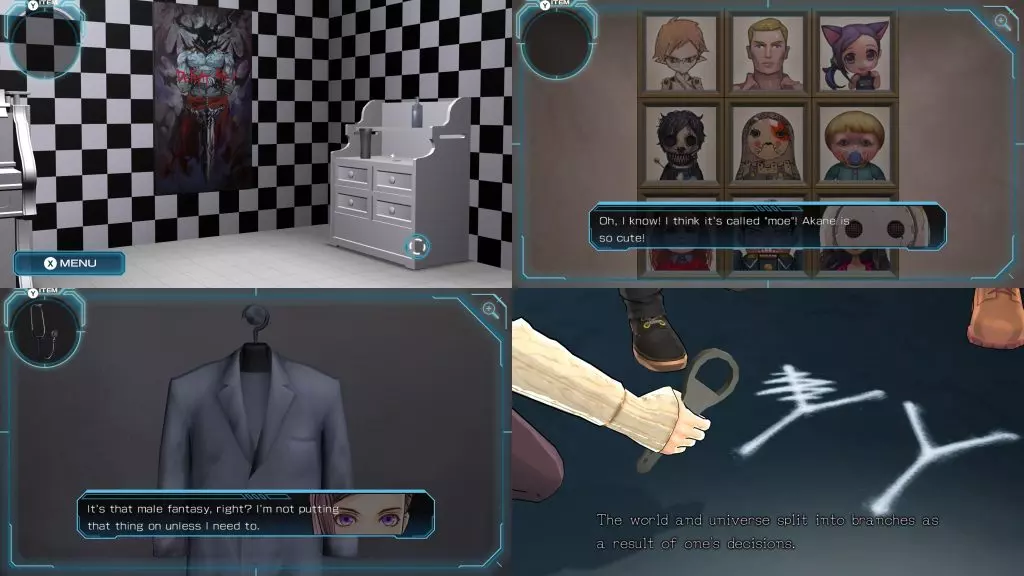 Y ITEM
X MENU
Y ITEM
Oh, I know! I think it's called "moe"! Akane is
so cute!
Y ITEM
It's that male fantasy, right? I'm not putting
that thing on unless I need to.
The world and universe split into branches as
a result of one's decisions.